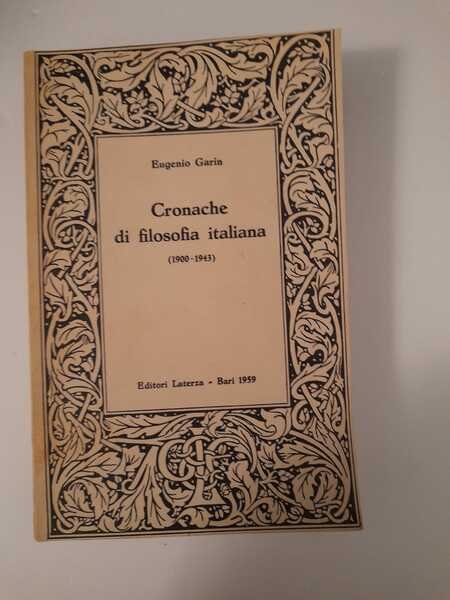 Eugenio Garin
Cronache
di filosofia italiana
(1900-1943)
Editori Laterza - Bari 1959